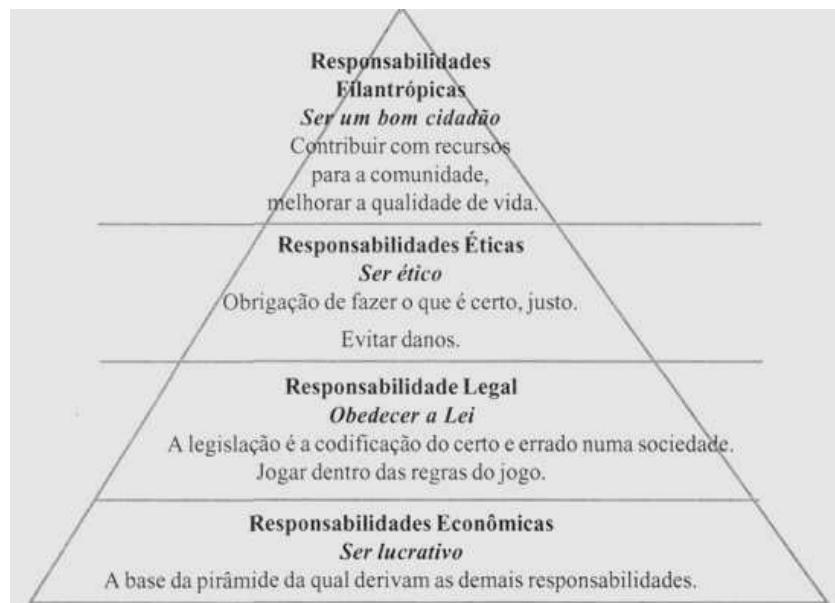 Responsabilidades
Filantrópicas
Ser um bom cidadão
Contribuir com recursos
para a comunidade,
melhorar a qualidade de vida.
Responsabilidades Éticas
Ser ético
Obrigação de fazer o que é certo, justo.
Evitar danos.
Responsabilidade Legal
Obedecer a Lei
A legislação é a codificação do certo e errado numa sociedade.
Jogar dentro das regras do jogo.
Responsabilidades Econômicas
Ser lucrativo
A base da pirâmide da qual derivam as demais responsabilidades.